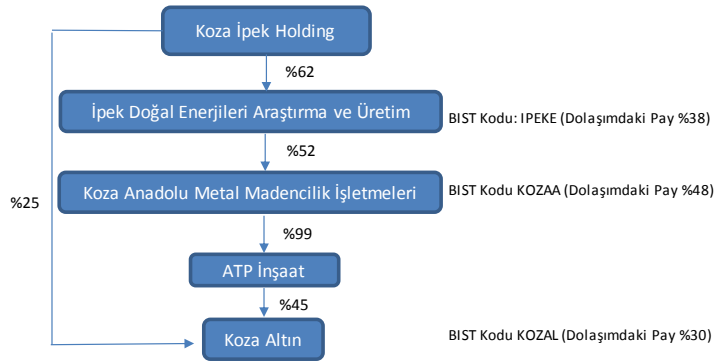 Koza İpek Holding
%62
İpek Doğal Enerjileri Araştırma ve Üretim
BIST Kodu: IPEKE (Dolaşımdaki Pay %38)
%52
Koza Anadolu Metal Madencilik İşletmeleri
BIST Kodu KOZAA (Dolaşımdaki Pay %48)
%25
%99
ATP İnşaat
%45
Koza Altın
BIST Kodu KOZAL (Dolaşımdaki Pay %30)